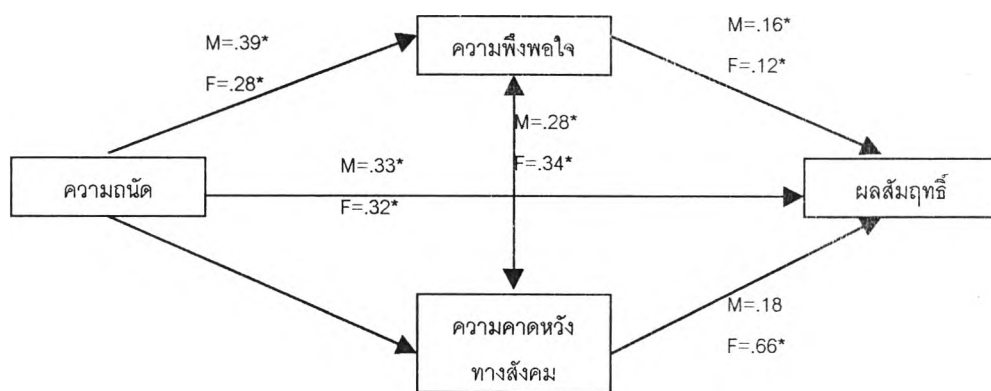 M=.39*
F=.28*
ความพึงพอใจ
M=.16*
F=.12*
M=.28*
F=.34*
ความถนัด
M=.33*
F=.32*
ผลสัมฤทธิ์
ความคาดหวัง
ทางสังคม
M=.18
F=.66*